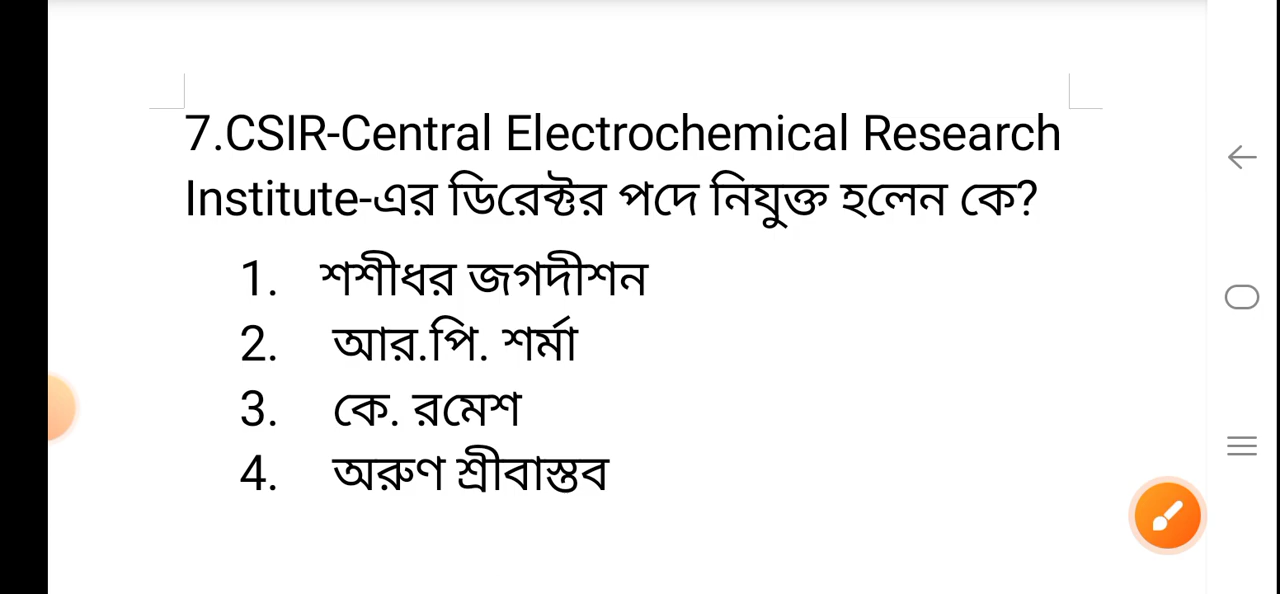 7.CSIR-Central Electrochemical Research
Institute-এর ডিরেক্টর পদে নিযুক্ত হলেন কে?
1. শশীধর জগদীশন
2. আর.পি. শর্মা
3. কে. রমেশ
4. অরুণ শ্রীবাস্তব